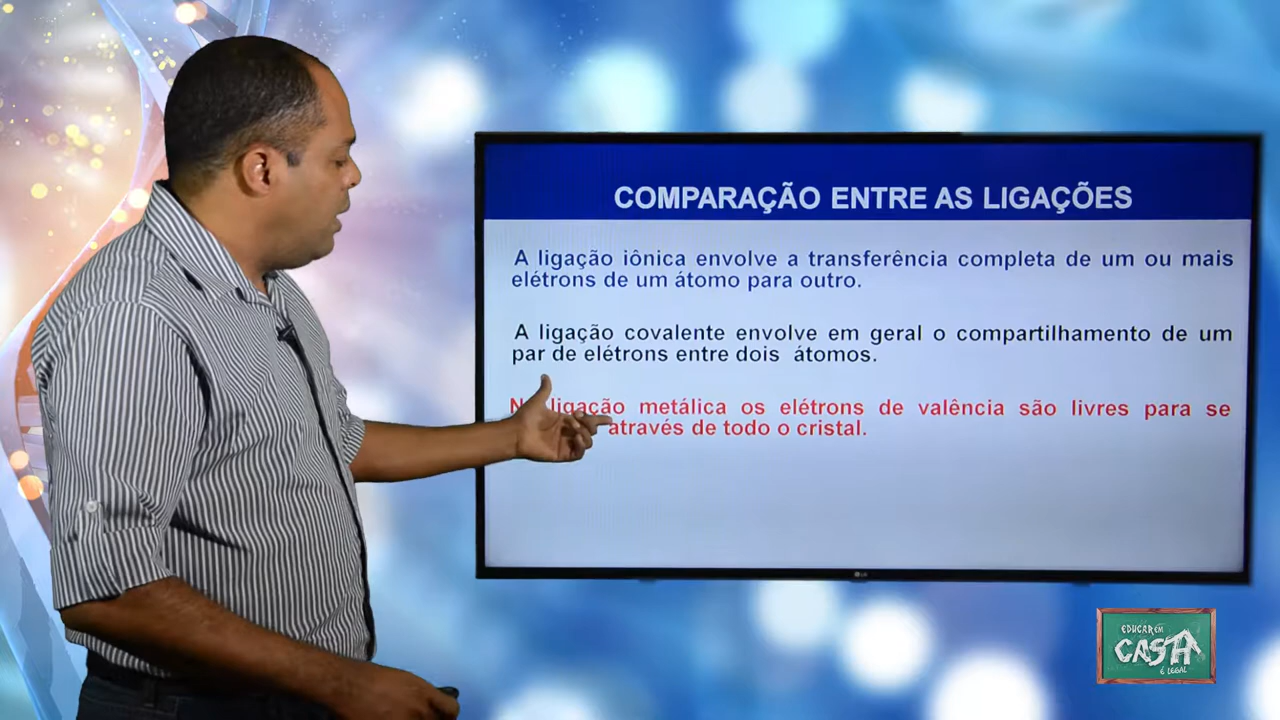 COMPARAÇÃO ENTRE AS LIGAÇÕES
A ligação iônica envolve a transferência completa de um ou mais
elétrons de um átomo para outro.
A ligação covalente envolve em geral o compartilhamento de um
par de elétrons entre dois átomos.
ligação metálica os elétrons de valência são livres para se
através de todo o cristal.
LG
EDUCAR EM
CASA
É LEGAL